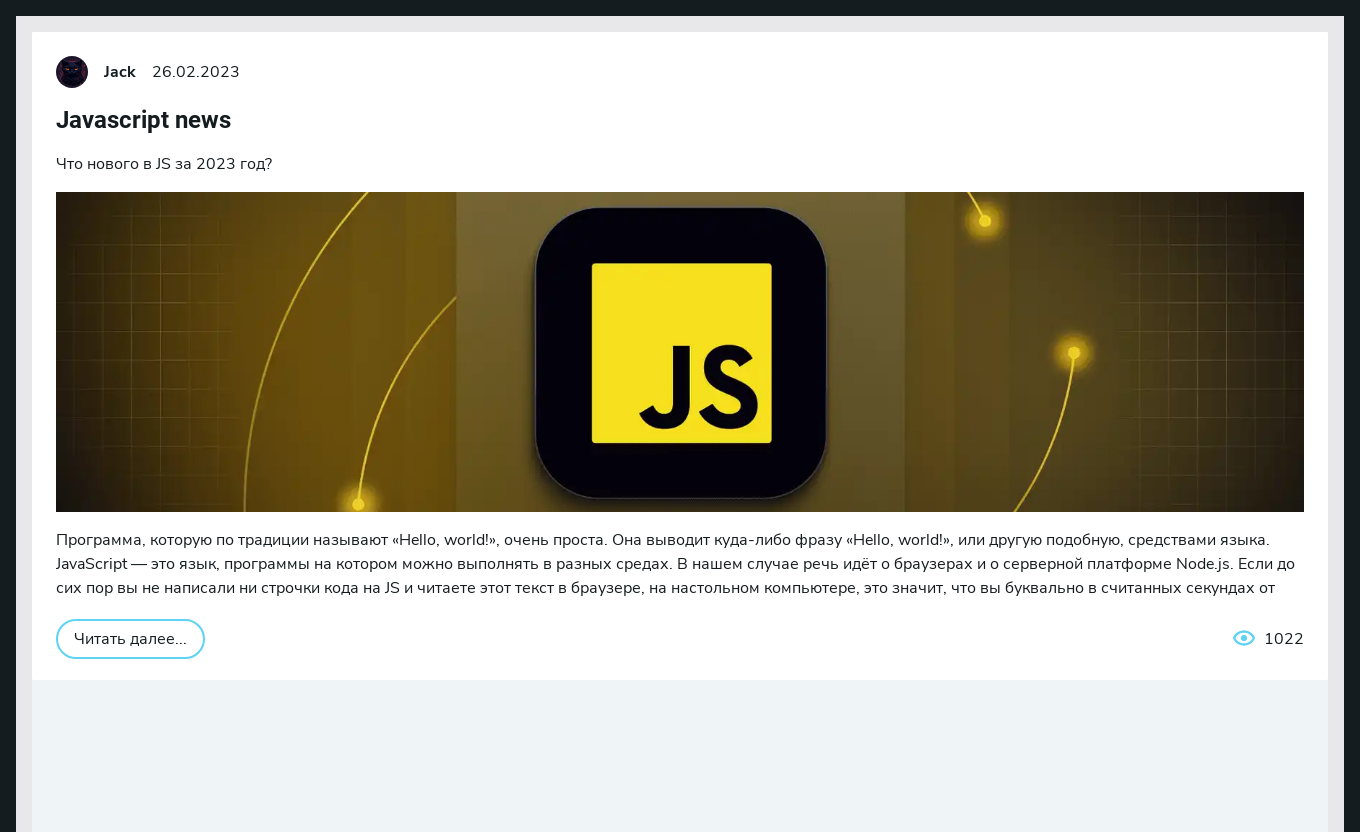 Jack 26.02.2023
Javascript news
Что нового в JS за 2023 год?
JS
Программа, которую по традиции называют «Hello, world!», очень проста. Она выводит куда-либо фразу «Hello, world!», или другую подобную, средствами языка.
JavaScript — это язык, программы на котором можно выполнять в разных средах. В нашем случае речь идёт о браузерах и о серверной платформе Node.js. Если до
сих пор вы не написали ни строчки кода на JS и читаете этот текст в браузере, на настольном компьютере, это значит, что вы буквально в считанных секундах от
Читать далее... 1022